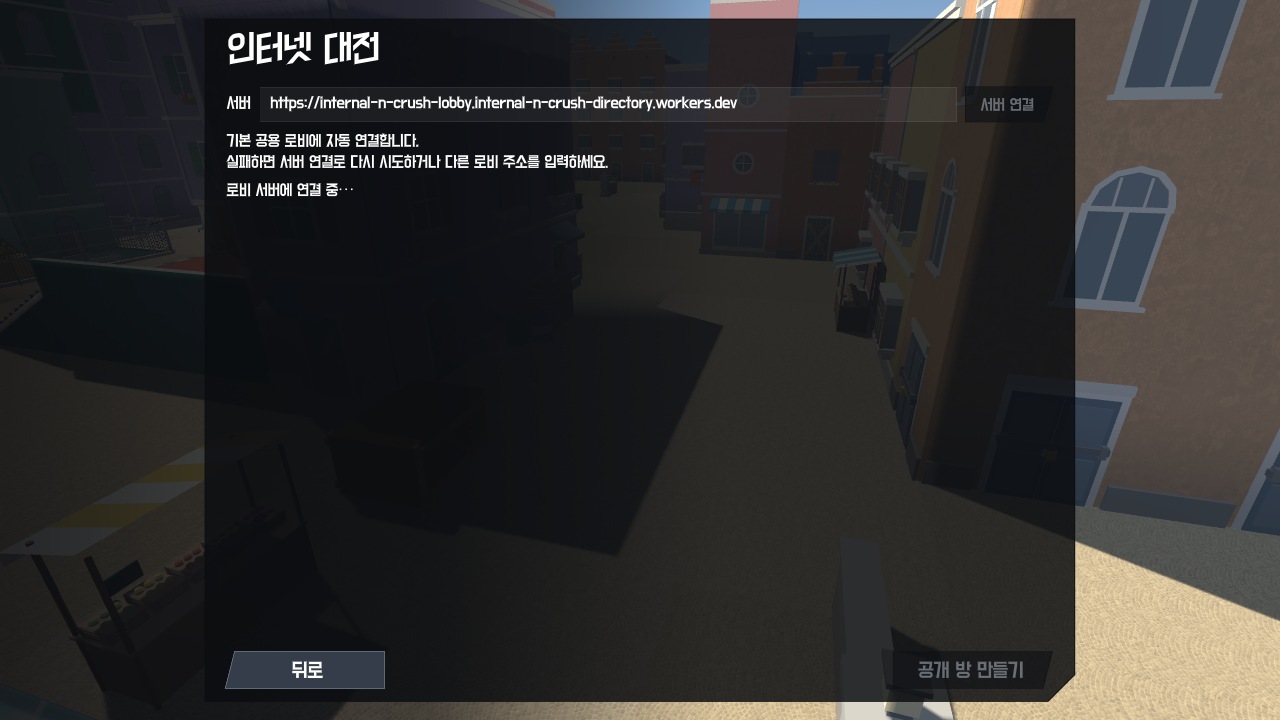 인터넷 대전
서버 https://internal-n-crush-lobby.internal-n-crush-directory.workers.dev 서버 연결
기본 공용 로비에 자동 연결합니다.
실패하면 서버 연결로 다시 시도하거나 다른 로비 주소를 입력하세요.
로비 서버에 연결 중···
뒤로 공개 방 만들기